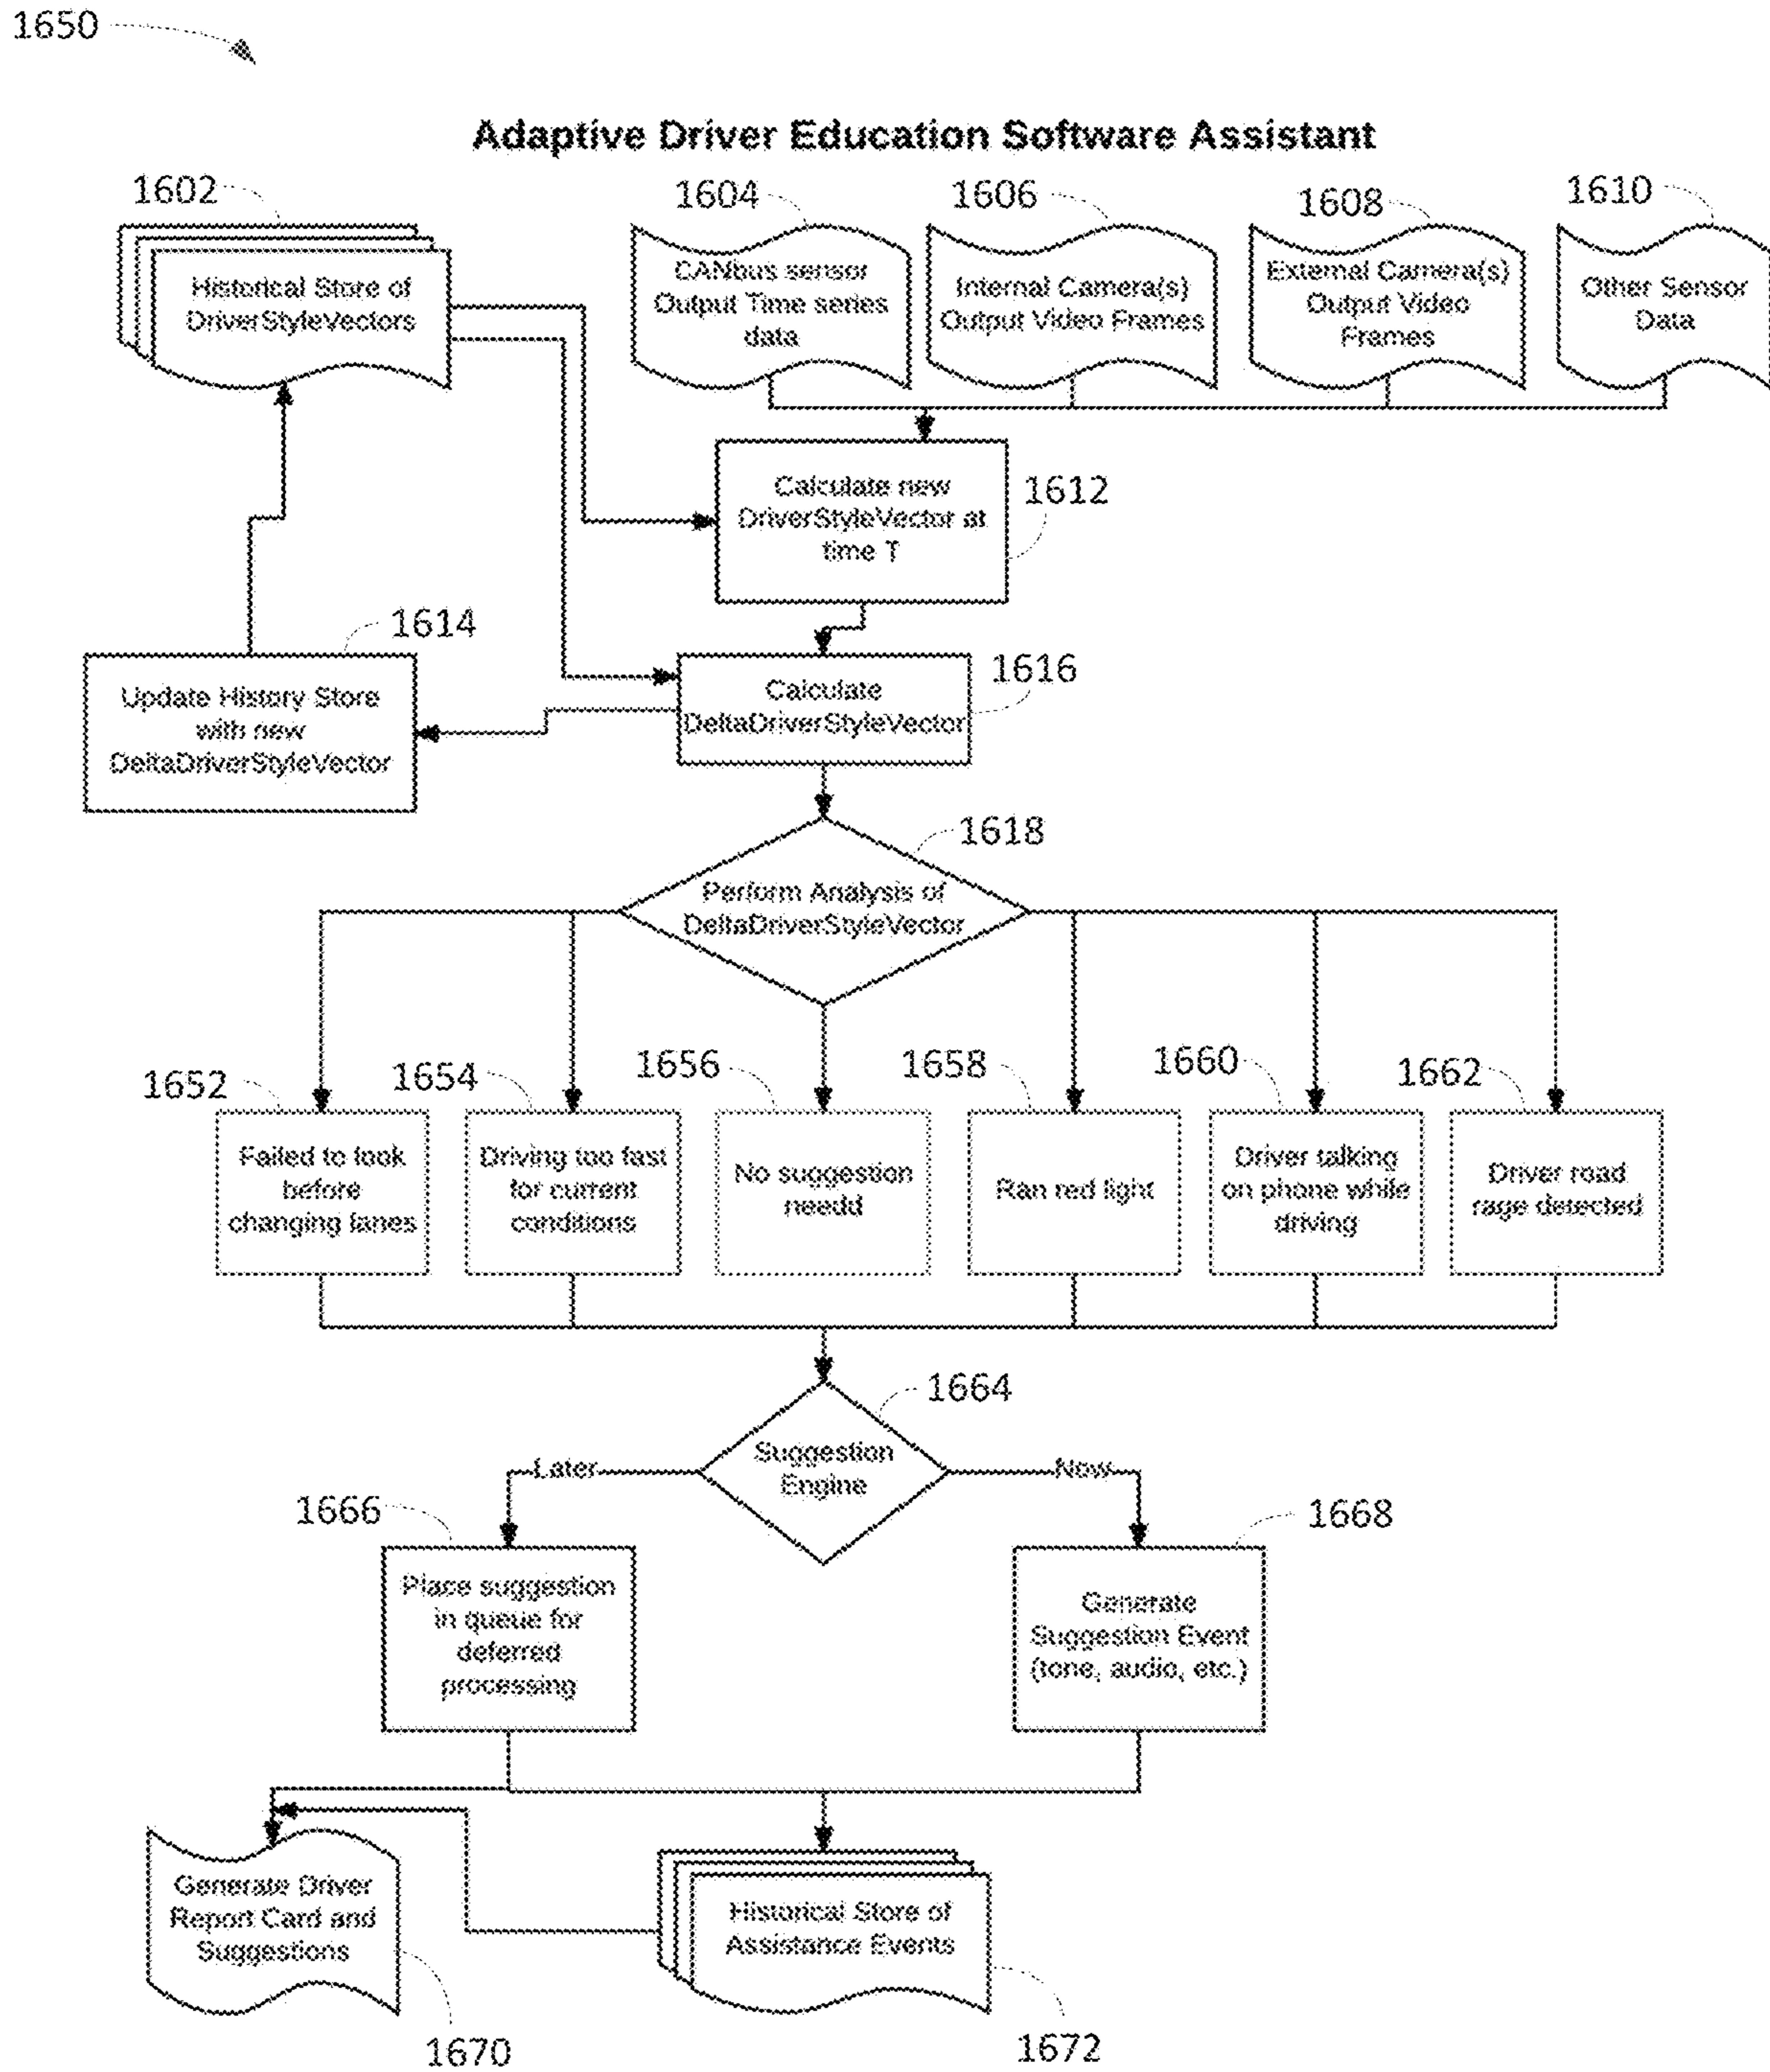 1650
Adaptive Driver Education Software Assistant
1602
1604
1606
1608
1610
Historical Store of
DriverStyleVectors
CANbus sensor
Output Time series
data
Internal Camera(s)
Output Video Frames
External Camera(s)
Output Video
Frames
Other Sensor
Data
Calculate new
DriverStyleVector at
time T
1612
1614
Update History Store
with new
DeltaDriverStyleVector
1616
Calculate
DeltaDriverStyleVector
1618
Perform Analysis of
DeltaDriverStyleVector
1652
1654
1656
1658
1660
1662
Failed to look
before
changing lanes
Driving too fast
for current
conditions
No suggestion
needd
Ran red light
Driver talking
on phone while
driving
Driver road
rage detected
1664
Suggestion
Engine
Later
Now
1666
1668
Place suggestion
in queue for
deferred
processing
Generate
Suggestion Event
(tone, audio, etc.)
Generate Driver
Report Card and
Suggestions
Historical Store of
Assistance Events
1670
1672